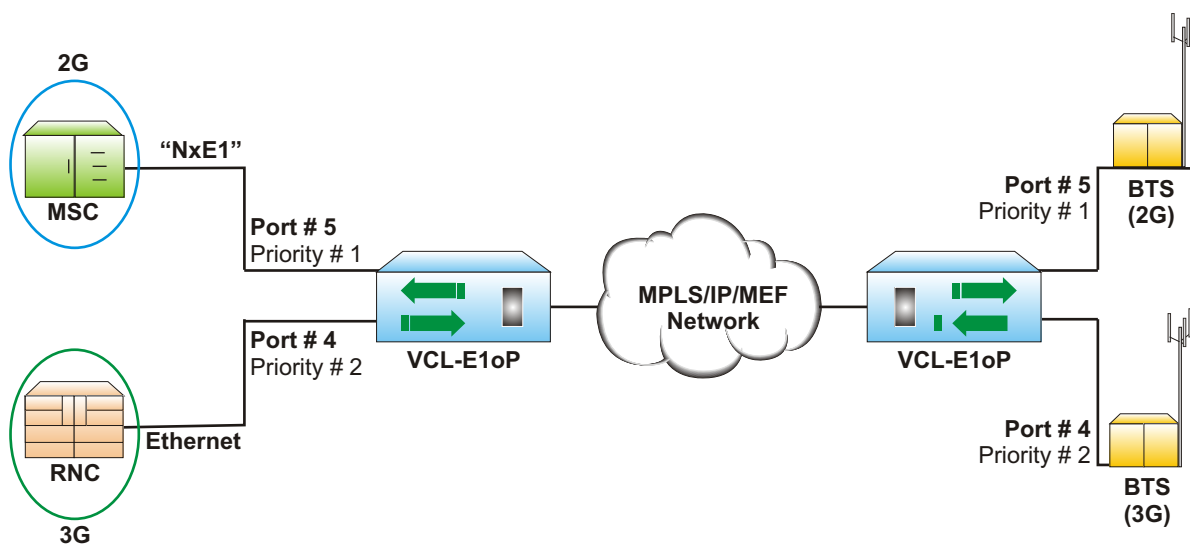 2G
MSC
“NxE1”
Port # 5
Priority # 1
Port # 4
Priority # 2
Ethernet
RNC
3G
VCL-E1oP
MPLS/IP/MEF
Network
VCL-E1oP
Port # 5
Priority # 1
BTS
(2G)
Port # 4
Priority # 2
BTS
(3G)